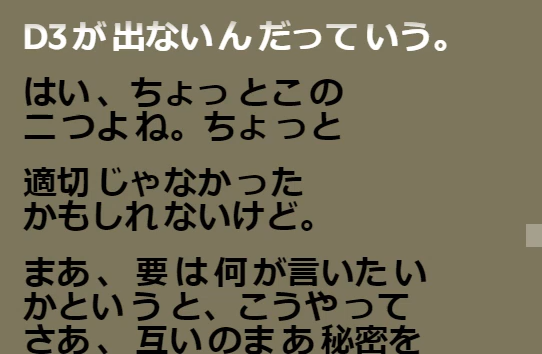 D3が出ないんだっていう。
はい、ちょっとこの
二つよね。ちょっと
適切じゃなかった
かもしれないけど。
まあ、要は何が言いたい
かというと、こうやって
さあ、互いのまあ秘密を